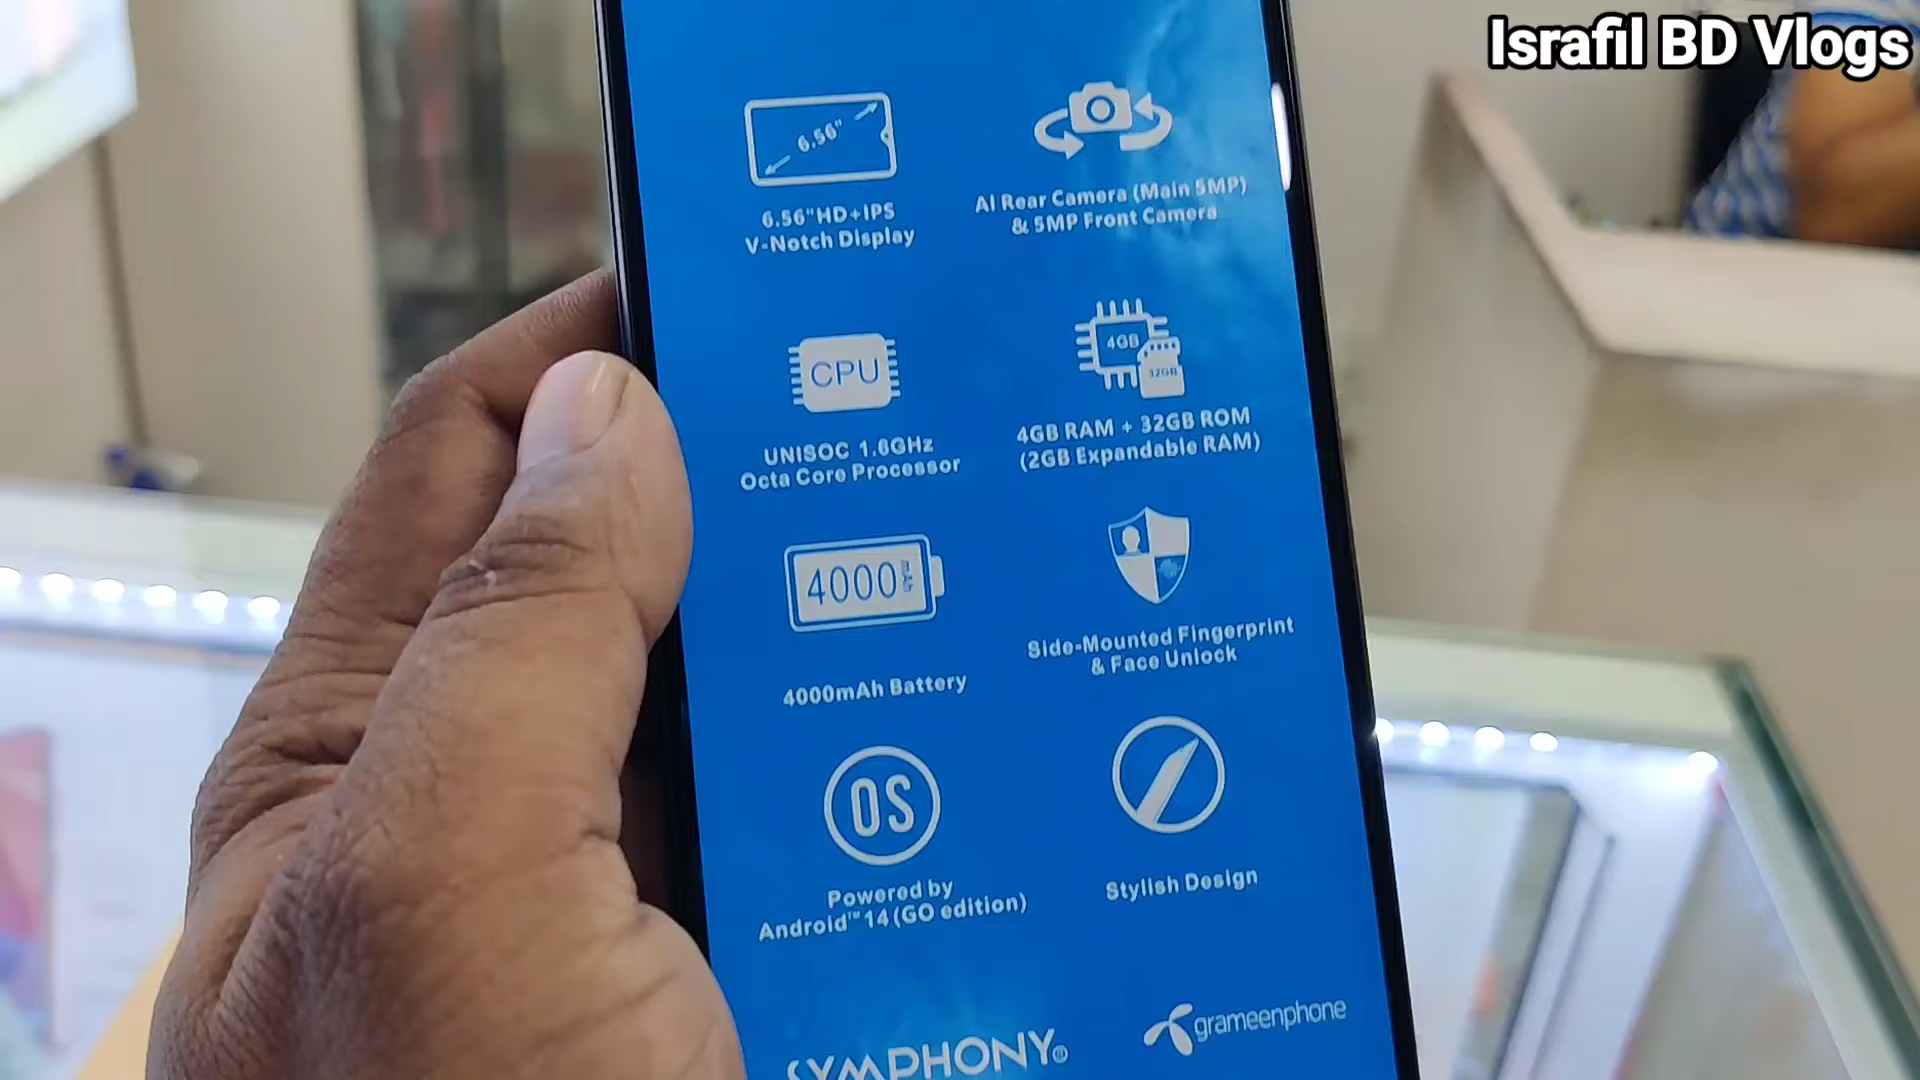 Israfil BD Vlogs
6.56"
6.56"HD+IPS
V-Notch Display
AI Rear Camera (Main 5MP)
& 5MP Front Camera
CPU
UNISOC 1.6GHz
Octa Core Processor
4GB
32GB
4GB RAM + 32GB ROM
(2GB Expandable RAM)
4000mAh
4000mAh Battery
Side-Mounted Fingerprint
& Face Unlock
OS
Powered by
Android™ 14 (GO edition)
Stylish Design
SYMPHONY
grameenphone